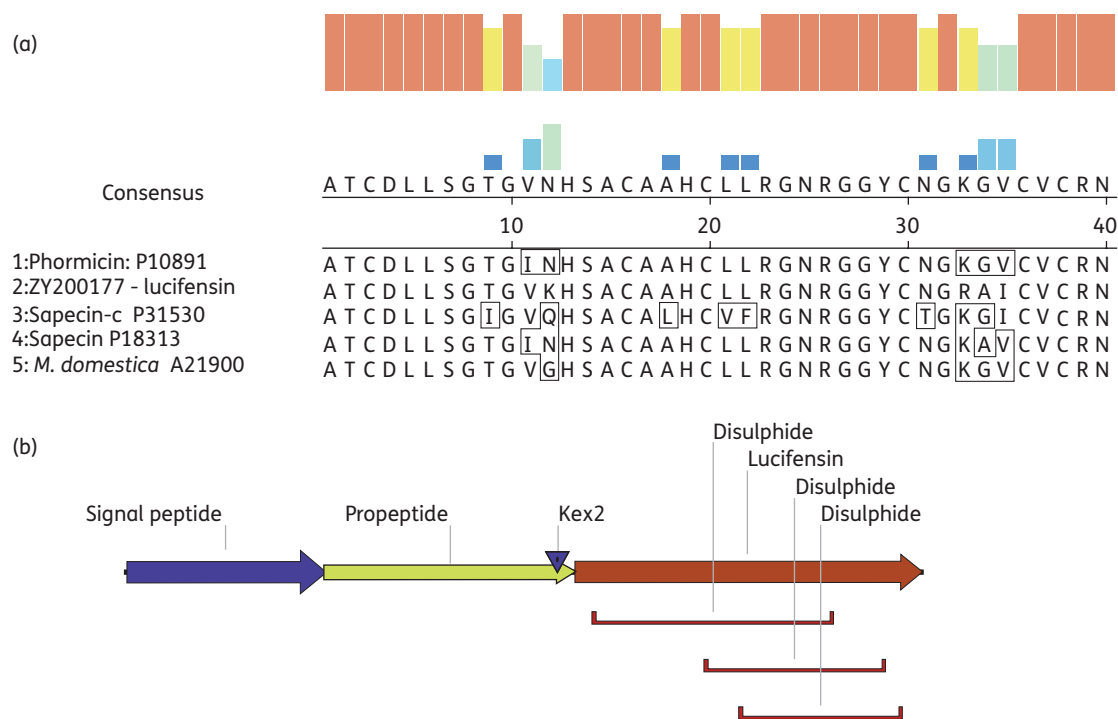 (a)
Consensus
A T C D L L S G T G V N H S A C A A H C L L R G N R G G Y C N G K G V C V C R N
10 20 30 40
1:Phormicin: P10891 A T C D L L S G T G I N H S A C A A H C L L R G N R G G Y C N G K G V C V C R N
2:ZY200177 - lucifensin A T C D L L S G T G V K H S A C A A H C L L R G N R G G Y C N G R A I C V C R N
3:Sapecin-c P31530 A T C D L L S G I G V Q H S A C A L H C V F R G N R G G Y C T G K G I C V C R N
4:Sapecin P18313 A T C D L L S G T G I N H S A C A A H C L L R G N R G G Y C N G K A V C V C R N
5: M. domestica A21900 A T C D L L S G T G V G H S A C A A H C L L R G N R G G Y C N G K G V C V C R N
(b)
Disulphide
Lucifensin
Disulphide
Signal peptide Propeptide Kex2 Disulphide